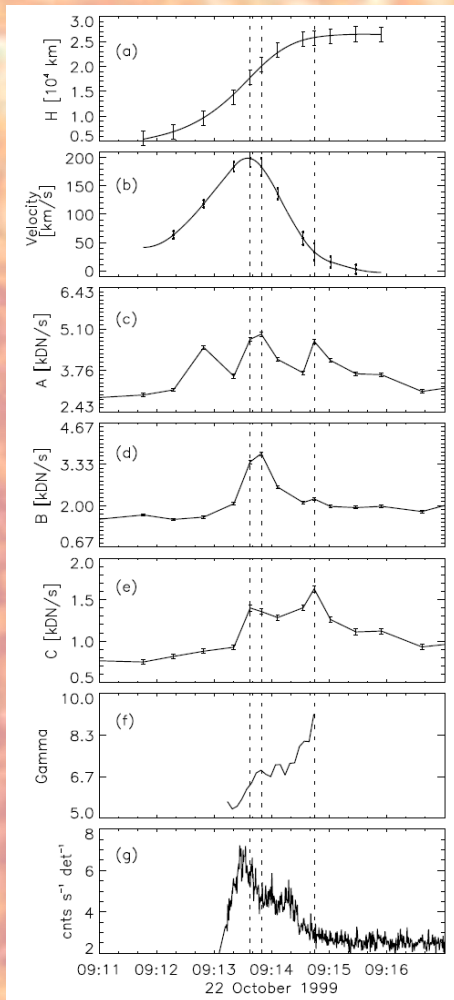 3.0
2.5
2.0
1.5
1.0
0.5
H [10⁴ km]
(a)
200
150
100
50
0
Velocity
[km/s]
(b)
6.43
5.10
3.76
2.43
A [kDN/s]
(c)
4.67
3.33
2.00
0.67
B [kDN/s]
(d)
2.0
1.5
1.0
0.5
C [kDN/s]
(e)
10.0
8.3
6.7
5.0
Gamma
(f)
8
6
4
2
cnts s⁻¹ det⁻¹
(g)
09:11 09:12 09:13 09:14 09:15 09:16
22 October 1999